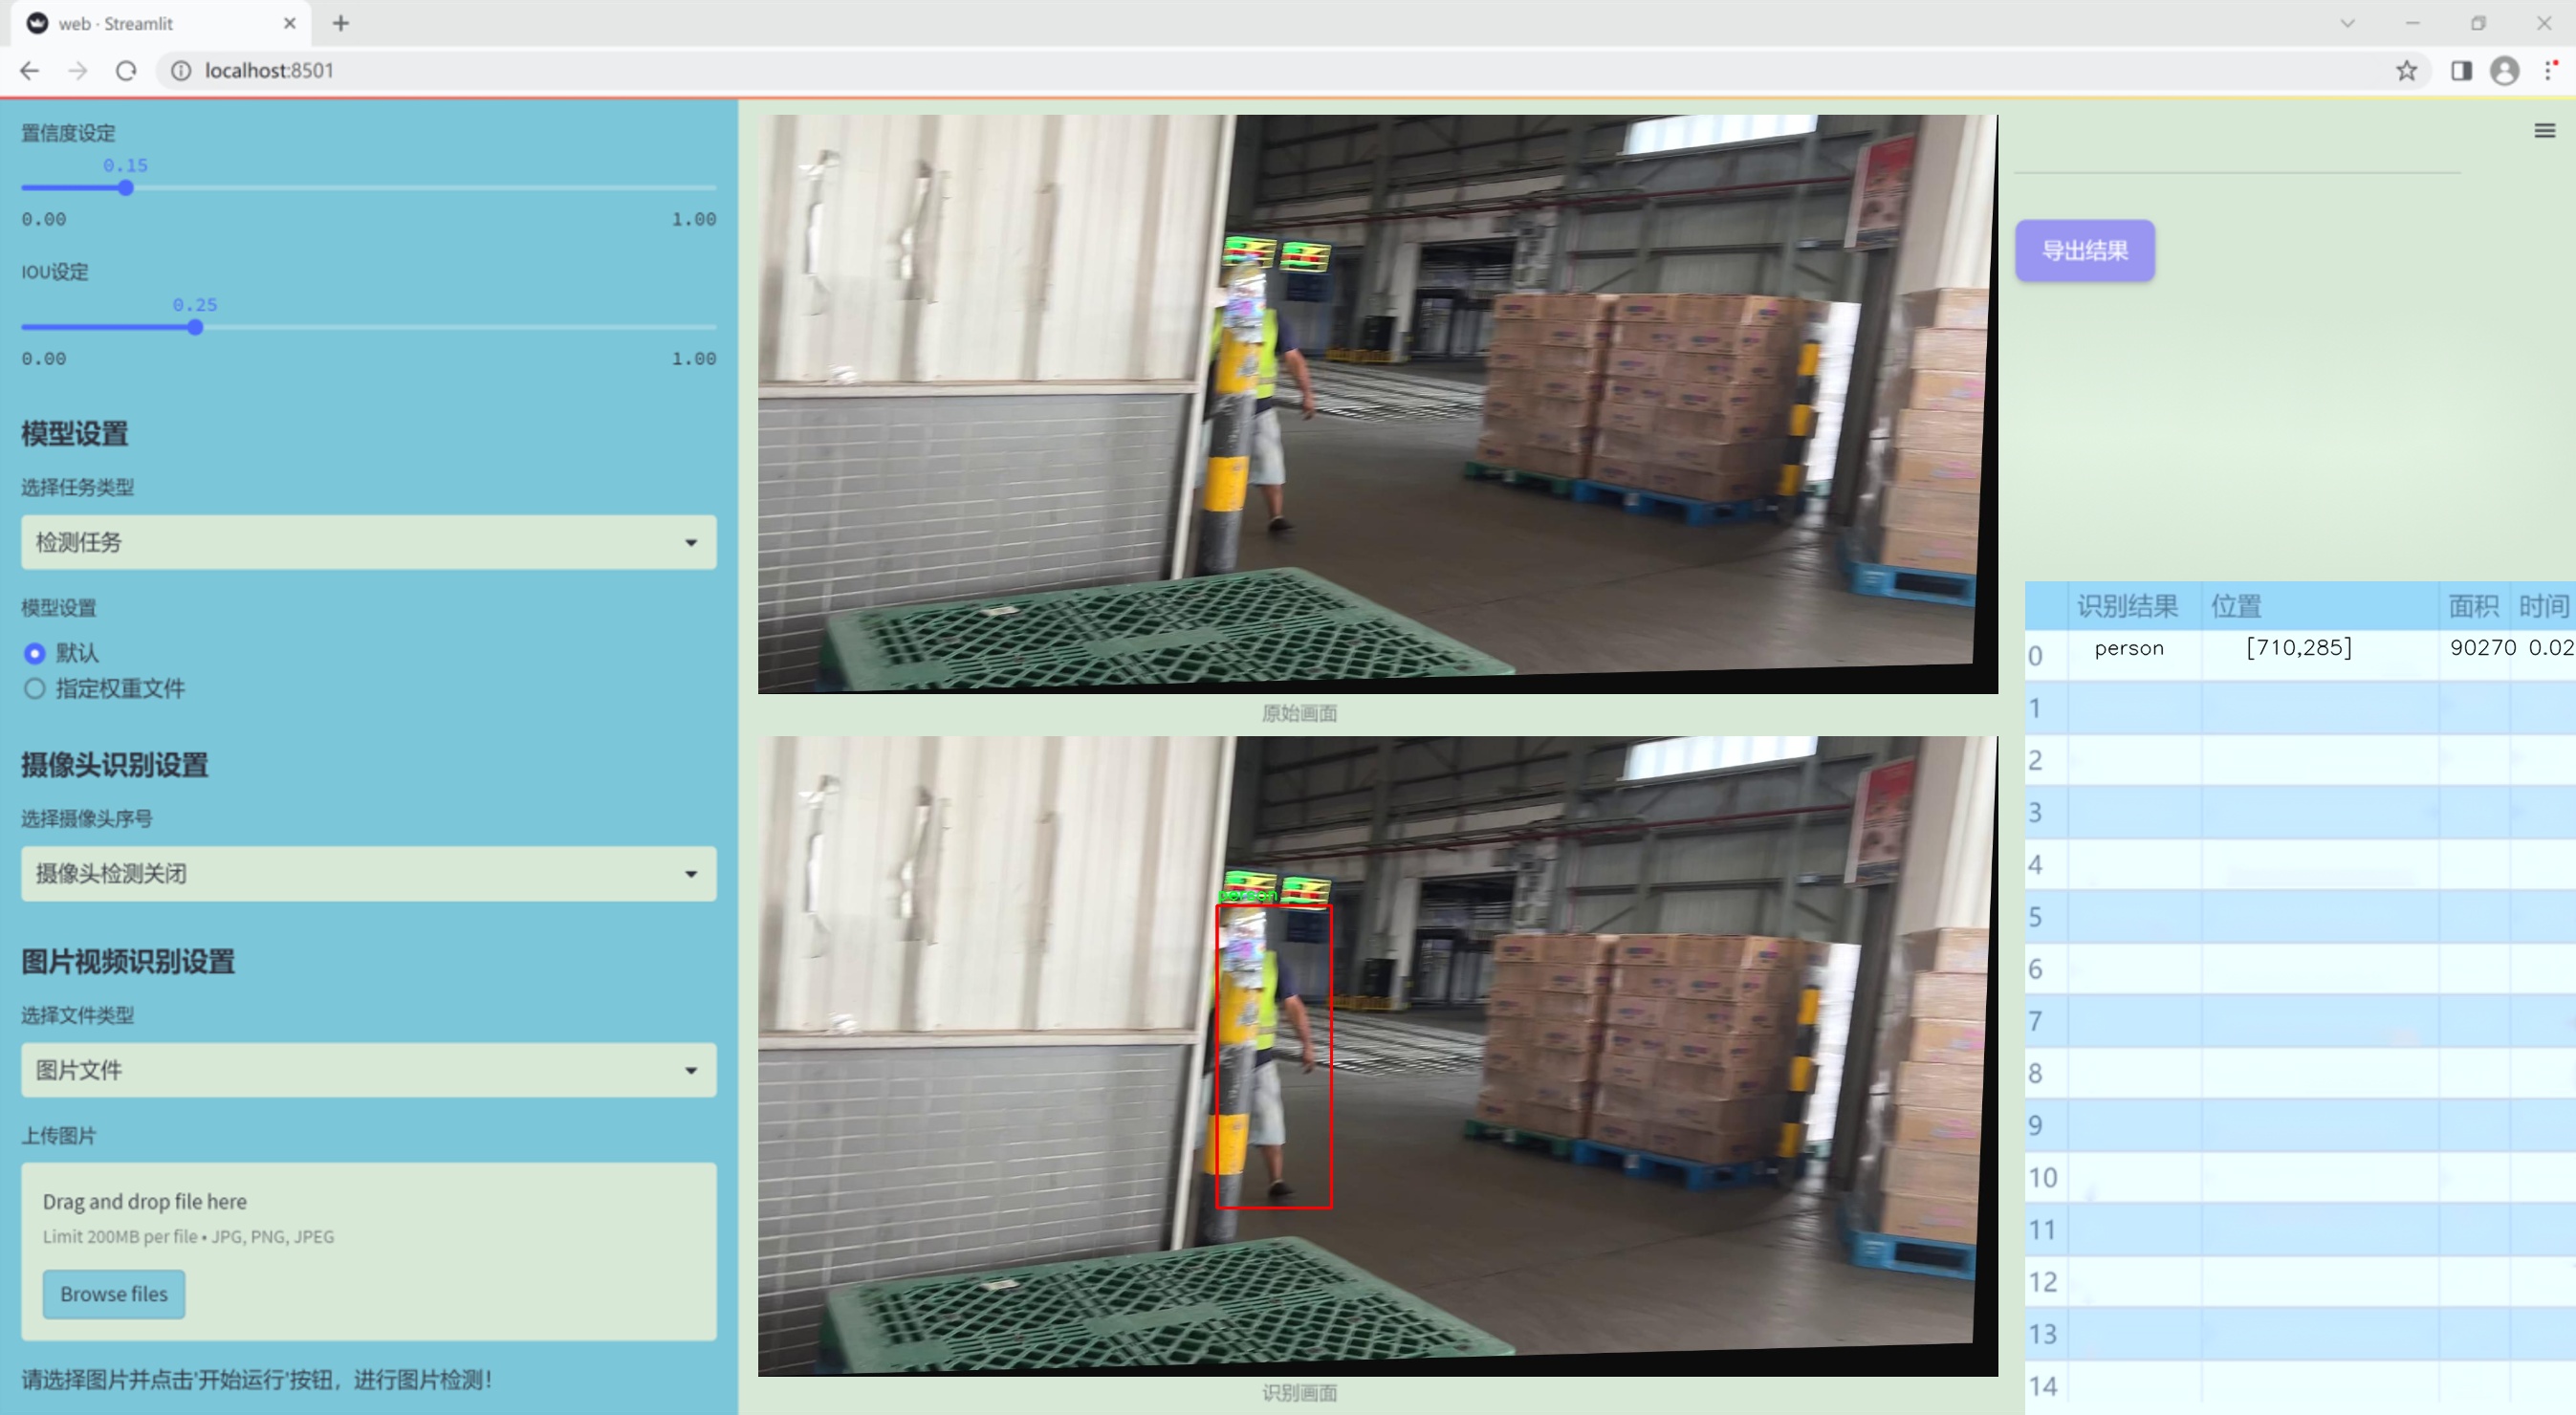 web · Streamlit
localhost:8501
置信度设定
0.15
0.00 1.00
IOU设定
0.25
0.00 1.00
模型设置
选择任务类型
检测任务
模型设置
默认
指定权重文件
摄像头识别设置
选择摄像头序号
摄像头检测关闭
图片视频识别设置
选择文件类型
图片文件
上传图片
Drag and drop file here
Limit 200MB per file • JPG, PNG, JPEG
Browse files
请选择图片并点击'开始运行'按钮，进行图片检测！
原始画面
person
识别画面
导出结果
识别结果 位置 面积 时间
0 person [710,285] 90270 0.02
1
2
3
4
5
6
7
8
9
10
11
12
13
14